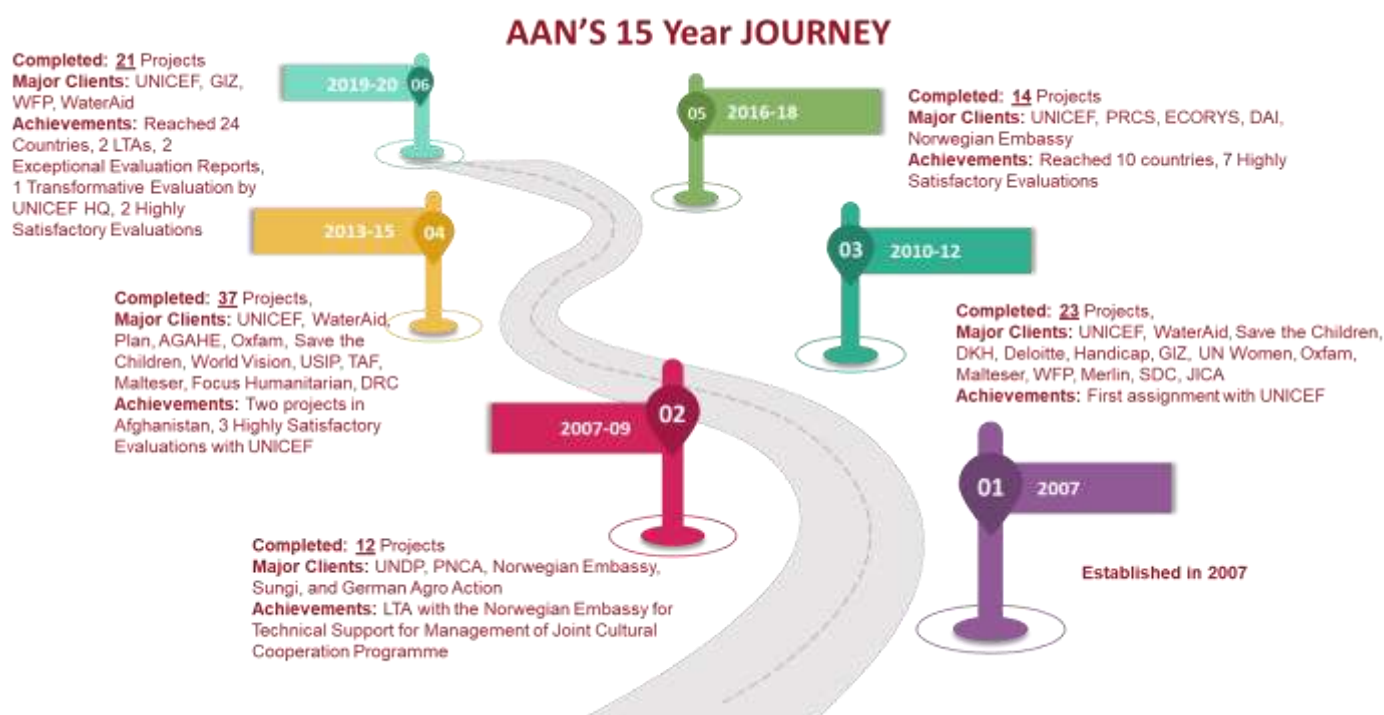 AAN'S 15 Year JOURNEY
Completed: 21 Projects
Major Clients: UNICEF, GIZ,
WFP, WaterAid
Achievements: Reached 24
Countries, 2 LTAs, 2
Exceptional Evaluation Reports,
1 Transformative Evaluation by
UNICEF HQ, 2 Highly
Satisfactory Evaluations
2019-20 06
05 2016-18
Completed: 14 Projects
Major Clients: UNICEF, PRCS, ECORYS, DAI,
Norwegian Embassy
Achievements: Reached 10 countries, 7 Highly
Satisfactory Evaluations
2013-15 04
Completed: 37 Projects,
Major Clients: UNICEF, WaterAid,
Plan, AGAHE, Oxfam, Save the
Children, World Vision, USIP, TAF,
Malteser, Focus Humanitarian, DRC
Achievements: Two projects in
Afghanistan, 3 Highly Satisfactory
Evaluations with UNICEF
03 2010-12
Completed: 23 Projects,
Major Clients: UNICEF, WaterAid, Save the Children,
DKH, Deloitte, Handicap, GIZ, UN Women, Oxfam,
Malteser, WFP, Merlin, SDC, JICA
Achievements: First assignment with UNICEF
2007-09 02
Completed: 12 Projects
Major Clients: UNDP, PNCA, Norwegian Embassy,
Sungi, and German Agro Action
Achievements: LTA with the Norwegian Embassy for
Technical Support for Management of Joint Cultural
Cooperation Programme
01 2007
Established in 2007